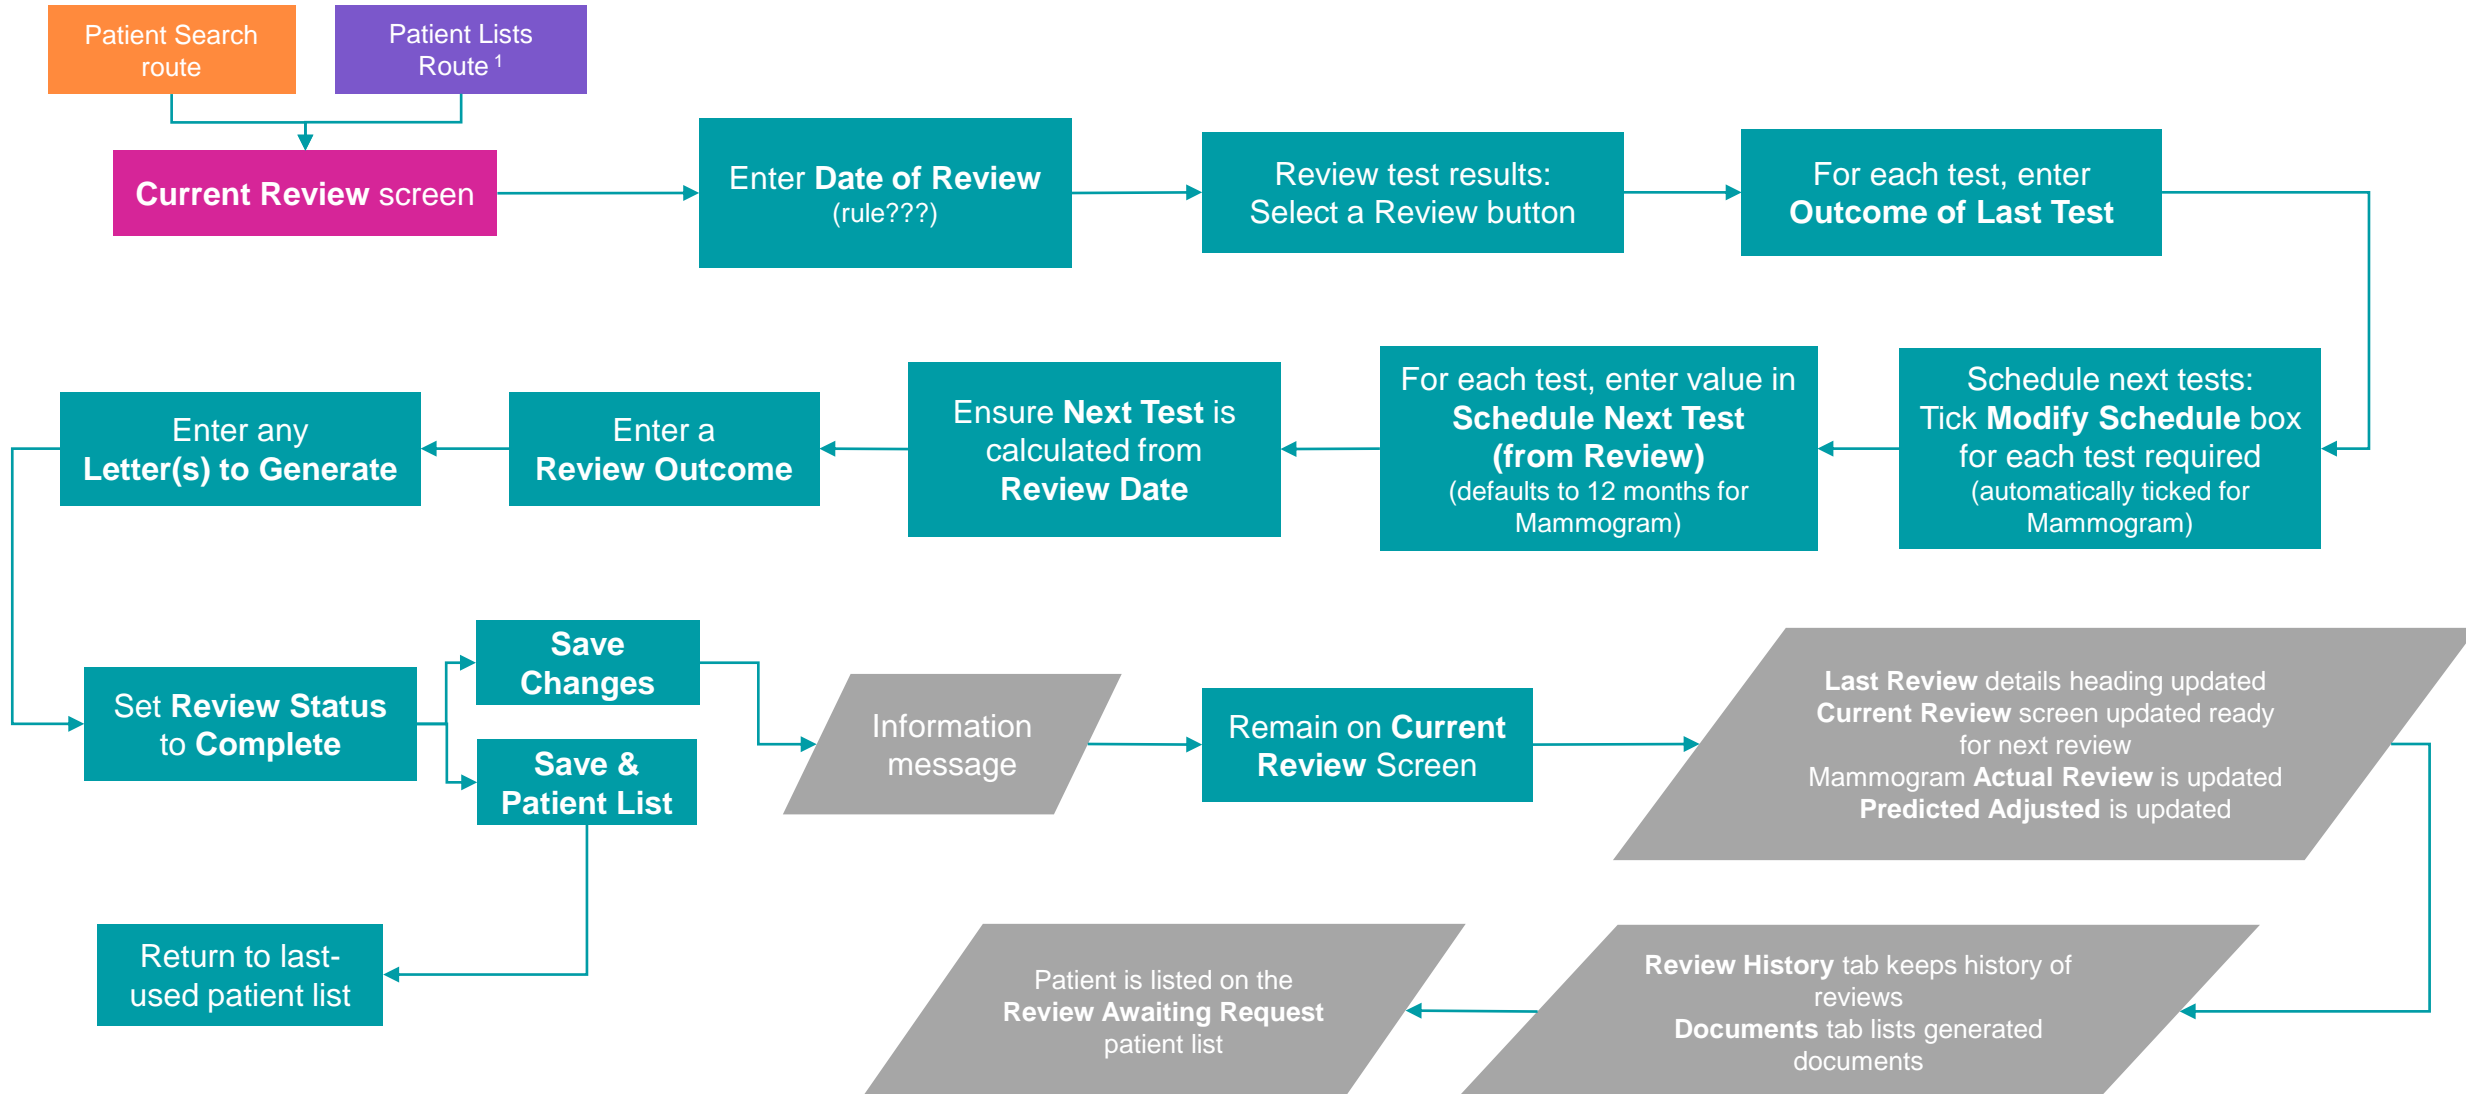 Patient Search
route
Patient Lists
Route 1
Current Review screen
Enter Date of Review
(rule???)
Review test results:
Select a Review button
For each test, enter
Outcome of Last Test
Schedule next tests:
Tick Modify Schedule box
for each test required
(automatically ticked for
Mammogram)
For each test, enter value in
Schedule Next Test
(from Review)
(defaults to 12 months for
Mammogram)
Ensure Next Test is
calculated from
Review Date
Enter a
Review Outcome
Enter any
Letter(s) to Generate
Set Review Status
to Complete
Save
Changes
Save &
Patient List
Information
message
Remain on Current
Review Screen
Last Review details heading updated
Current Review screen updated ready
for next review
Mammogram Actual Review is updated
Predicted Adjusted is updated
Review History tab keeps history of
reviews
Documents tab lists generated
documents
Patient is listed on the
Review Awaiting Request
patient list
Return to last-
used patient list